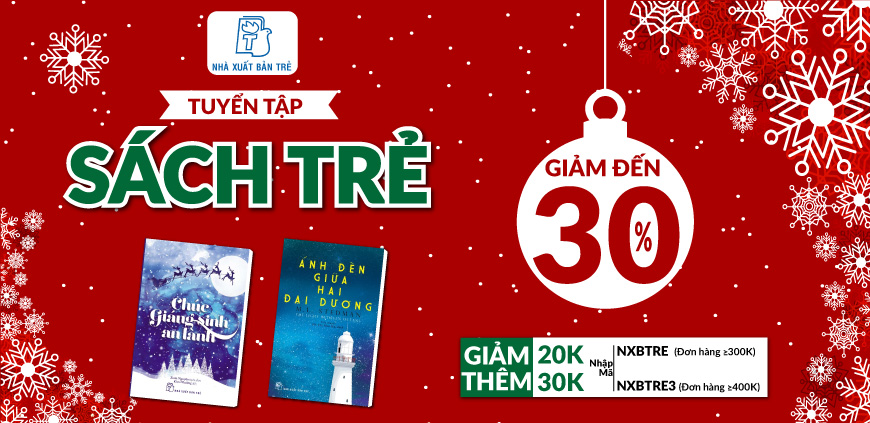 NHÀ XUẤT BẢN TRẺ
TUYỂN TẬP
SÁCH TRẺ
GIẢM ĐẾN
30%
Chúc
Giáng sinh
an lành
ÁNH ĐÈN
GIỮA
HAI
ĐẠI DƯƠNG
M. L. STEDMAN
GIẢM THÊM
20K
30K
Nhập Mã
NXBTRE (Đơn hàng ≥300K)
NXBTRE3 (Đơn hàng ≥400K)